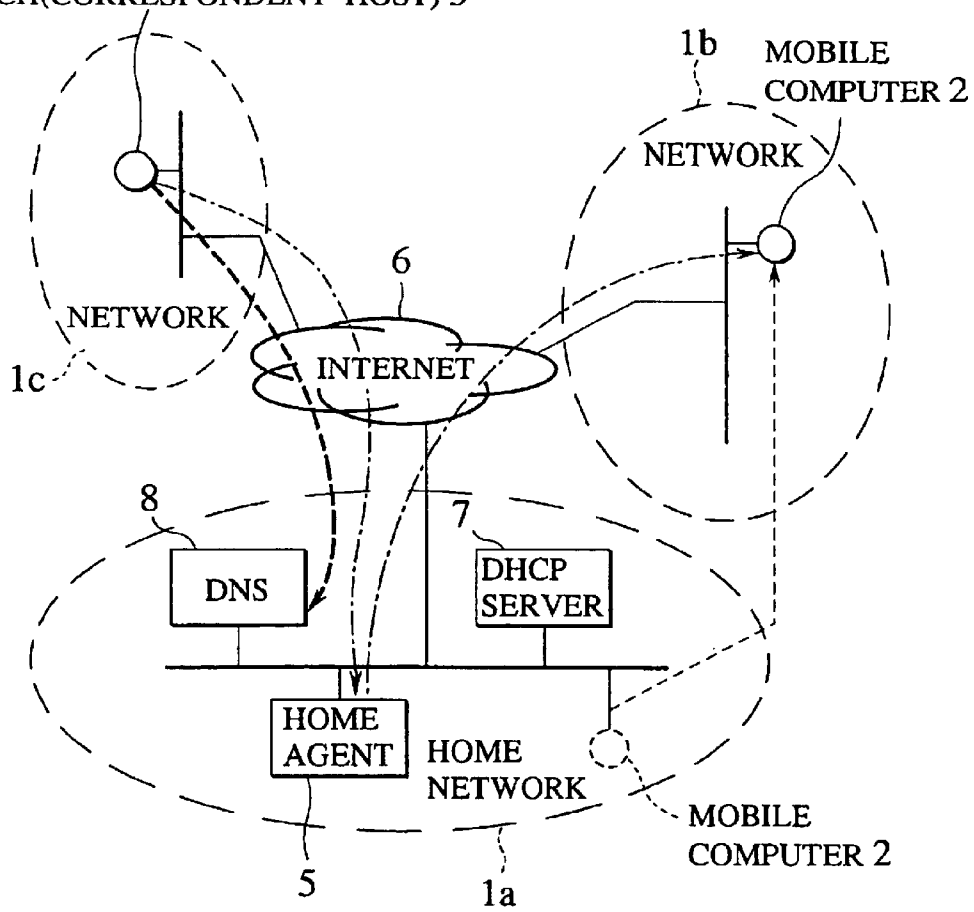 CH(CORRESPONDENT HOST) 3
1b
MOBILE
COMPUTER 2
NETWORK
6
NETWORK
INTERNET
1c
8
7
DNS
DHCP
SERVER
HOME
AGENT
HOME
NETWORK
MOBILE
COMPUTER 2
5
1a